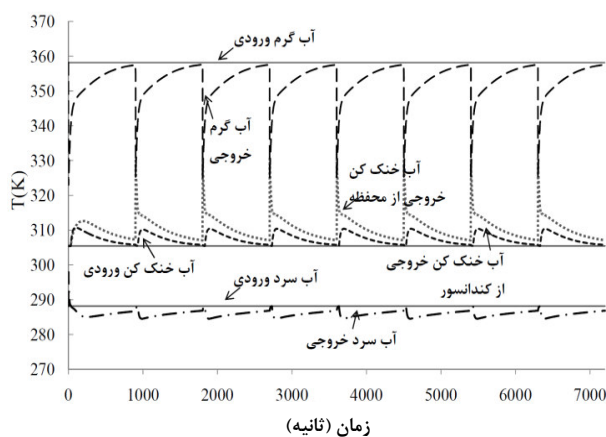 370
360
350
340
330
320
310
300
290
280
270
T(K)
آب گرم ورودی
آب گرم
خروجی
آب خنک کن
خروجی از محفظه
آب خنک کن ورودی
آب خنک کن خروجی
از کندانسور
آب سرد ورودی
آب سرد خروجی
0 1000 2000 3000 4000 5000 6000 7000
زمان (ثانیه)